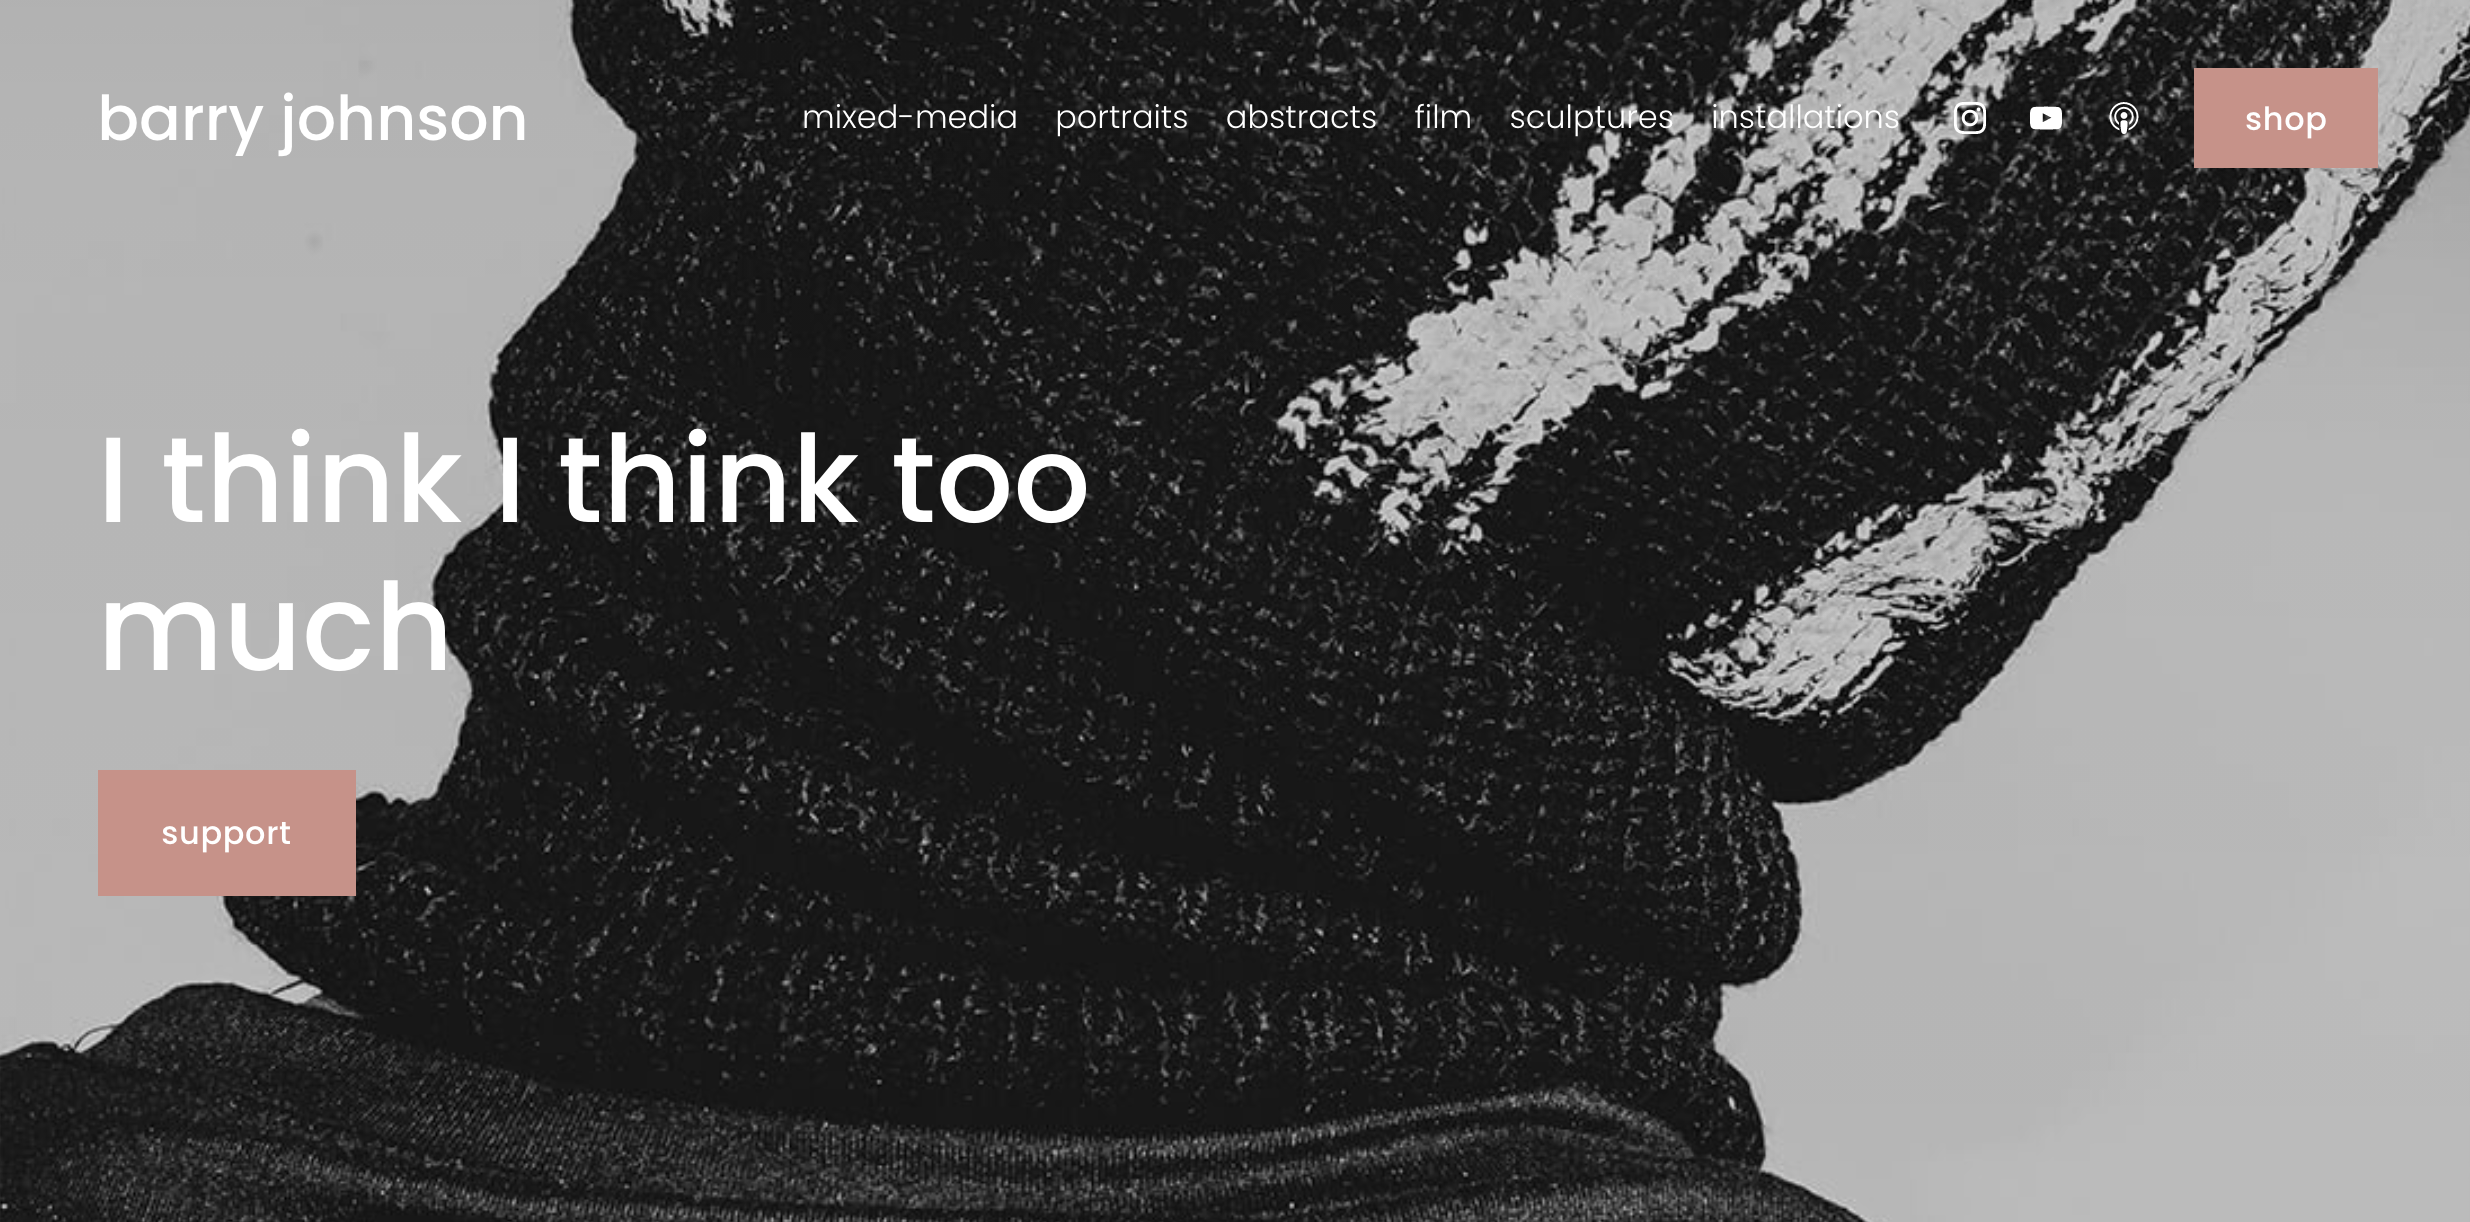 barry johnson
mixed-media portraits abstracts film sculptures installations shop
I think I think too
much
support